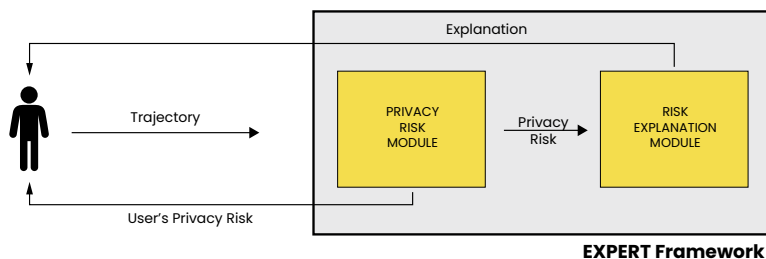 Explanation
Trajectory
PRIVACY
RISK
MODULE
Privacy
Risk
RISK
EXPLANATION
MODULE
User's Privacy Risk
EXPERT Framework